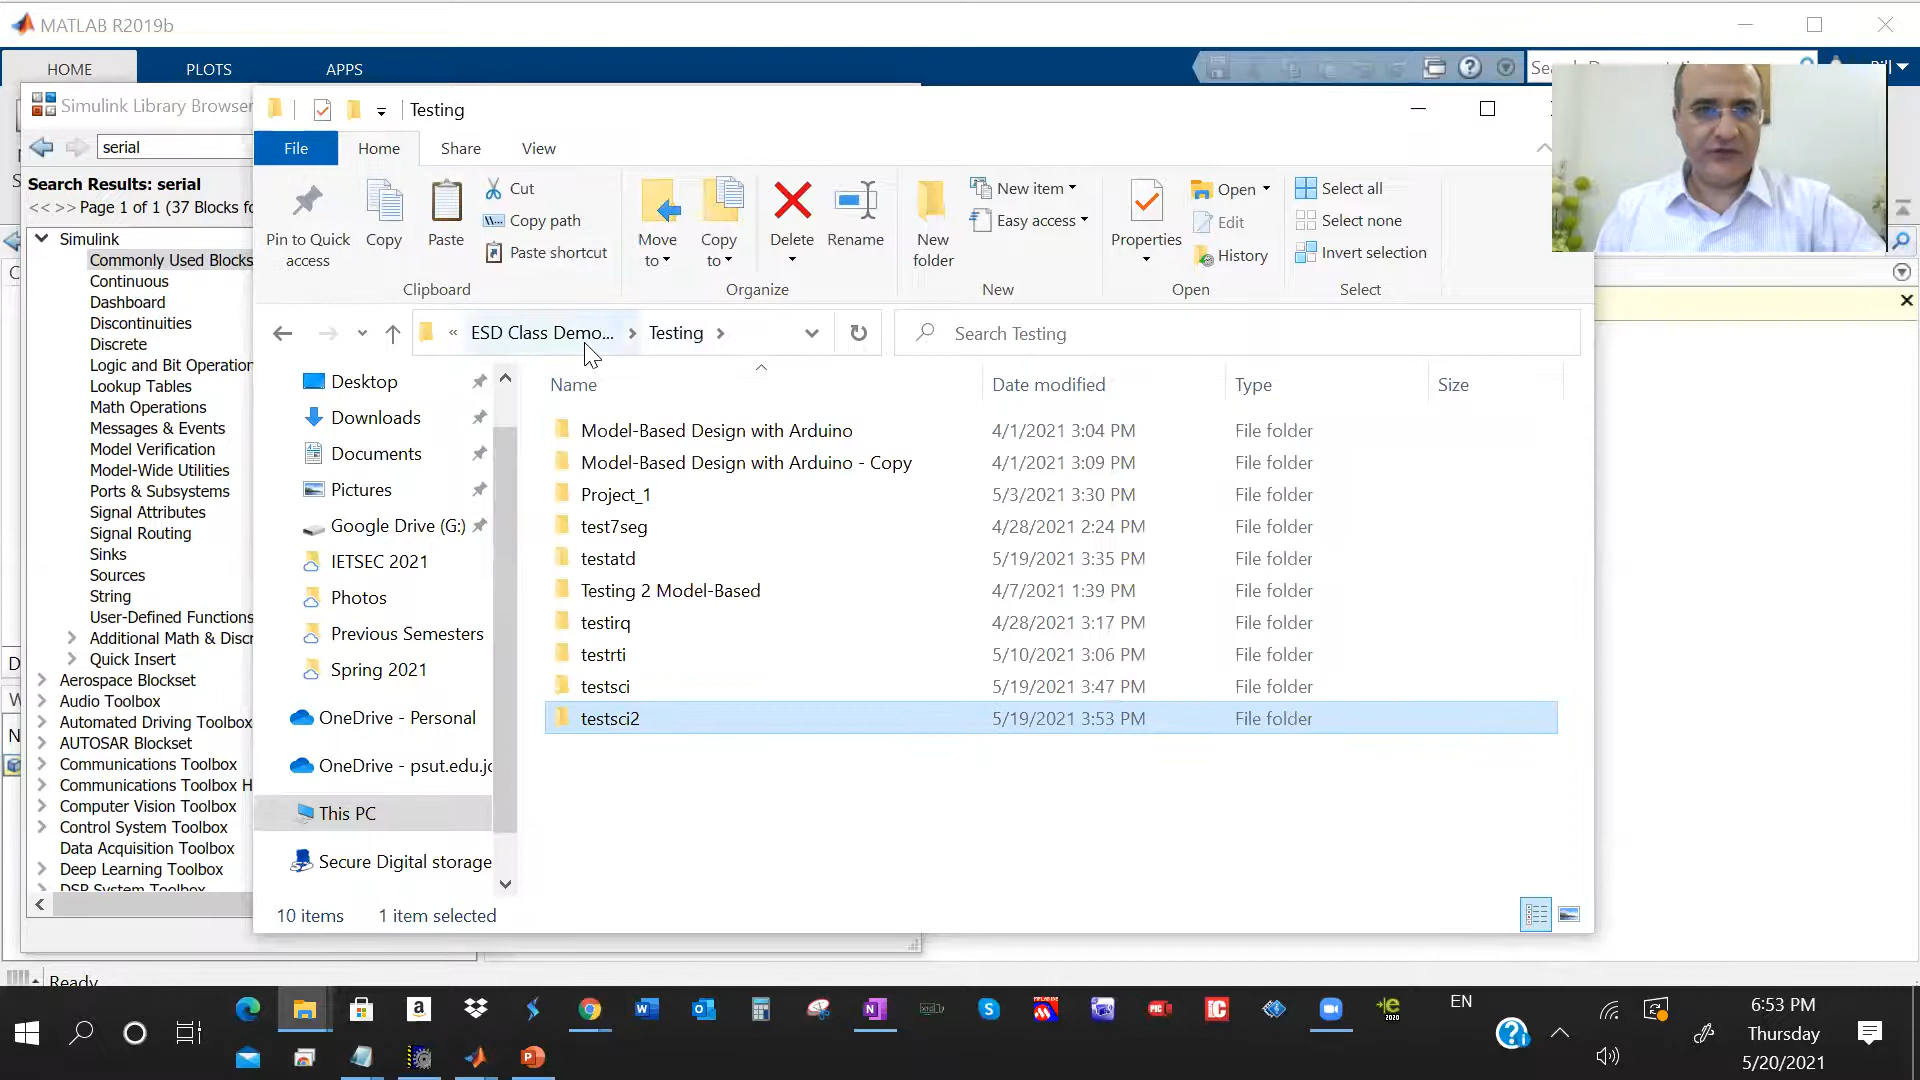 MATLAB R2019b
HOME PLOTS APPS
Simulink Library Browser
Testing
serial
File Home Share View
Search Results: serial
<< >> Page 1 of 1 (37 Blocks
Pin to Quick access
Copy
Paste
Cut
Copy path
Paste shortcut
Move to
Copy to
Delete
Rename
New folder
New item
Easy access
Properties
Open
Edit
History
Select all
Select none
Invert selection
Clipboard Organize New Open Select
« ESD Class Demo... > Testing >
Search Testing
Simulink
Commonly Used Blocks
Continuous
Dashboard
Discontinuities
Discrete
Logic and Bit Operation
Lookup Tables
Math Operations
Messages & Events
Model Verification
Model-Wide Utilities
Ports & Subsystems
Signal Attributes
Signal Routing
Sinks
Sources
String
User-Defined Functions
Additional Math & Discr
Quick Insert
Aerospace Blockset
Audio Toolbox
Automated Driving Toolbox
AUTOSAR Blockset
Communications Toolbox
Communications Toolbox H
Computer Vision Toolbox
Control System Toolbox
Data Acquisition Toolbox
Deep Learning Toolbox
DSP System Toolbox
Desktop
Downloads
Documents
Pictures
Google Drive (G:)
IETSEC 2021
Photos
Previous Semesters
Spring 2021
OneDrive - Personal
OneDrive - psut.edu.jo
This PC
Secure Digital storage
Name Date modified Type Size
Model-Based Design with Arduino 4/1/2021 3:04 PM File folder
Model-Based Design with Arduino - Copy 4/1/2021 3:09 PM File folder
Project_1 5/3/2021 3:30 PM File folder
test7seg 4/28/2021 2:24 PM File folder
testatd 5/19/2021 3:35 PM File folder
Testing 2 Model-Based 4/7/2021 1:39 PM File folder
testirq 4/28/2021 3:17 PM File folder
testrti 5/10/2021 3:06 PM File folder
testsci 5/19/2021 3:47 PM File folder
testsci2 5/19/2021 3:53 PM File folder
10 items 1 item selected
Ready
EN
6:53 PM
Thursday
5/20/2021